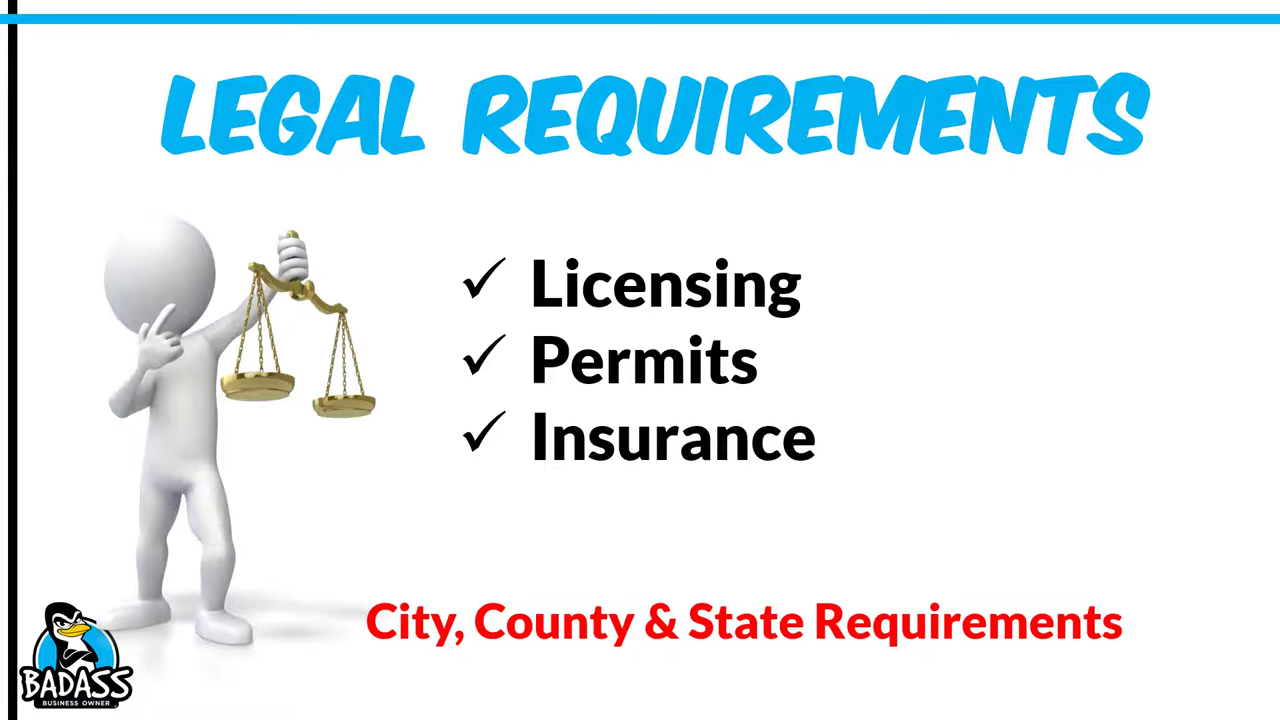 LEGAL REQUIREMENTS
✓ Licensing
✓ Permits
✓ Insurance
City, County & State Requirements
BADASS
BUSINESS OWNER